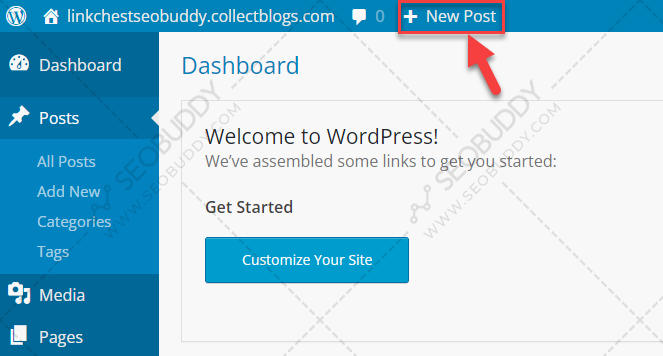 linkchestseobuddy.collectblogs.com 0 + New Post
Dashboard
Posts
All Posts
Add New
Categories
Tags
Media
Pages
Dashboard
Welcome to WordPress!
We've assembled some links to get you started:
Get Started
Customize Your Site
SEOBUDDY
WWW.SEOBUDDY.COM
SEOBUDDY
WWW.SEOBUDDY.COM